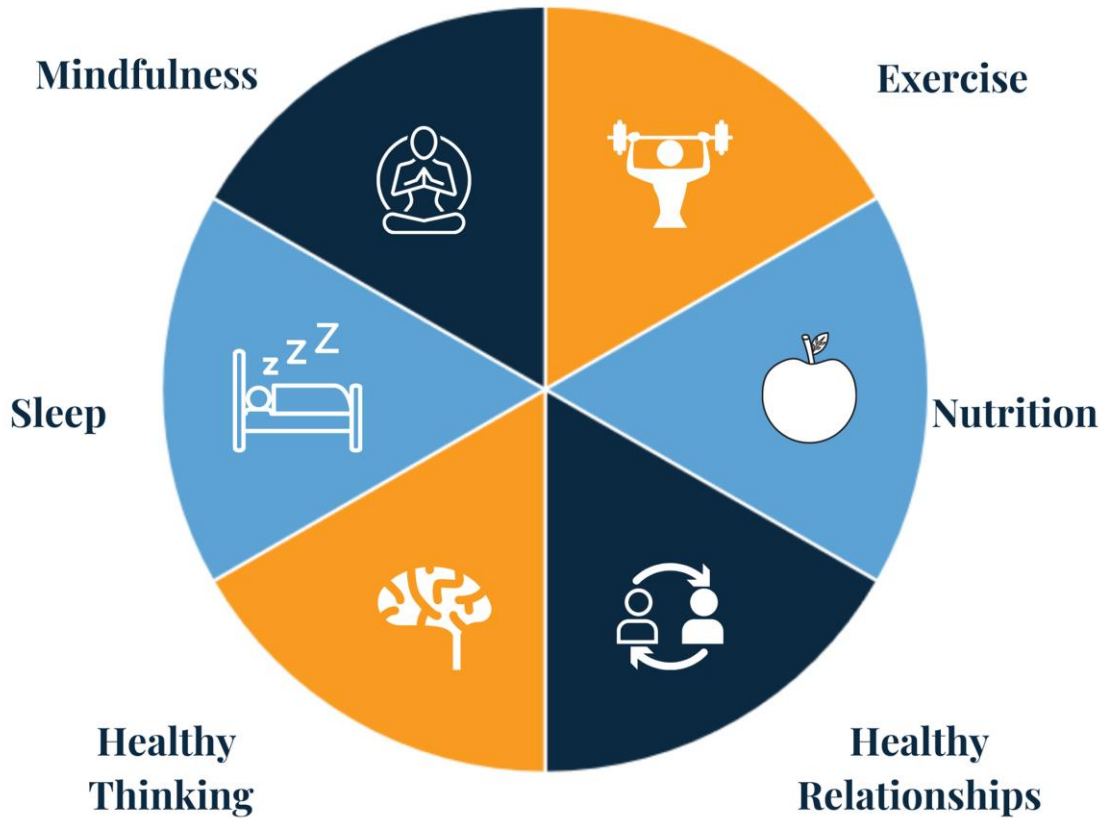 Mindfulness
Exercise
z z Z
Sleep
Nutrition
Healthy
Thinking
Healthy
Relationships